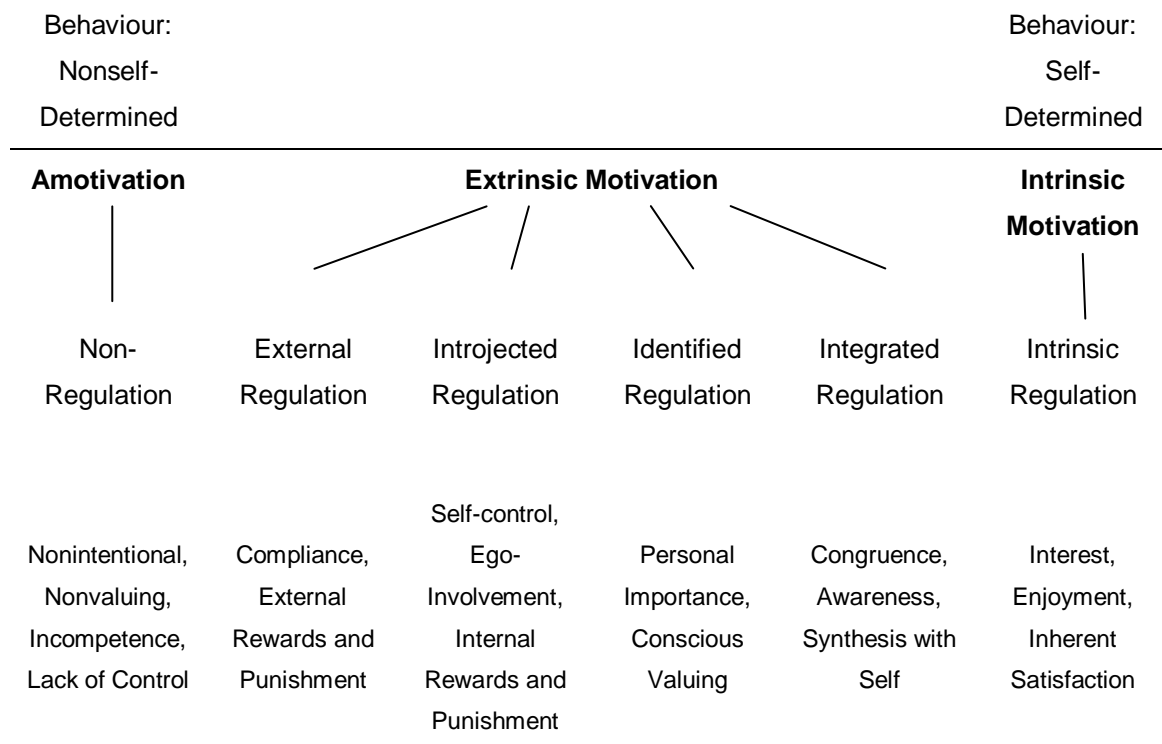 Behaviour:
Nonself-
Determined
Behaviour:
Self-
Determined
Amotivation
Extrinsic Motivation
Intrinsic
Motivation
Non-
Regulation
External
Regulation
Introjected
Regulation
Identified
Regulation
Integrated
Regulation
Intrinsic
Regulation
Nonintentional,
Nonvaluing,
Incompetence,
Lack of Control
Compliance,
External
Rewards and
Punishment
Self-control,
Ego-
Involvement,
Internal
Rewards and
Punishment
Personal
Importance,
Conscious
Valuing
Congruence,
Awareness,
Synthesis with
Self
Interest,
Enjoyment,
Inherent
Satisfaction